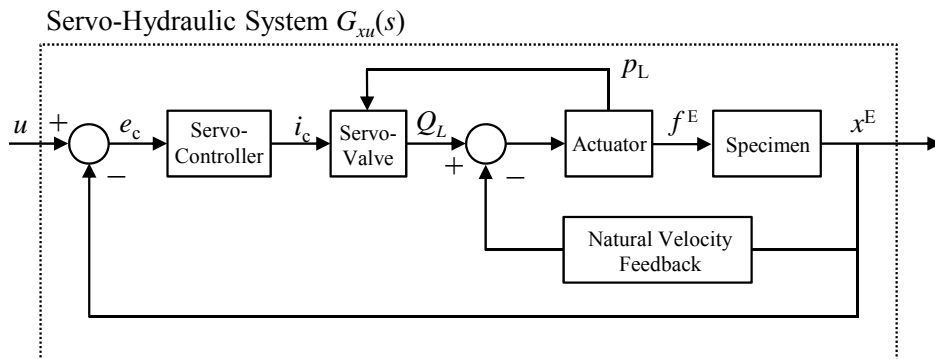 Servo-Hydraulic System G_xu(s)
p_L
u + e_c Servo-Controller i_c Servo-Valve Q_L + − Actuator f^E Specimen x^E
−
Natural Velocity
Feedback